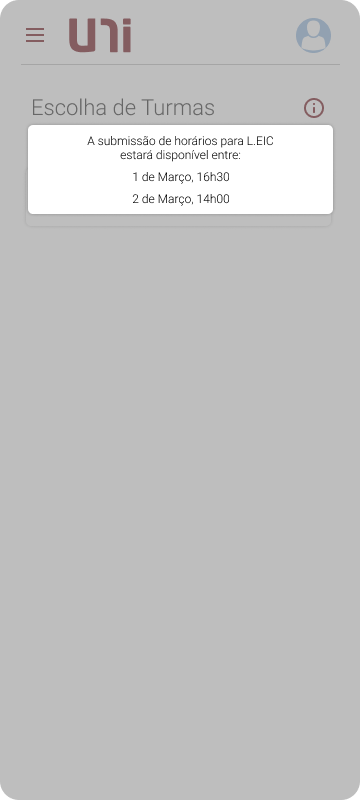 uni
Escolha de Turmas
A submissão de horários para L.EIC
estará disponível entre:
1 de Março, 16h30
2 de Março, 14h00